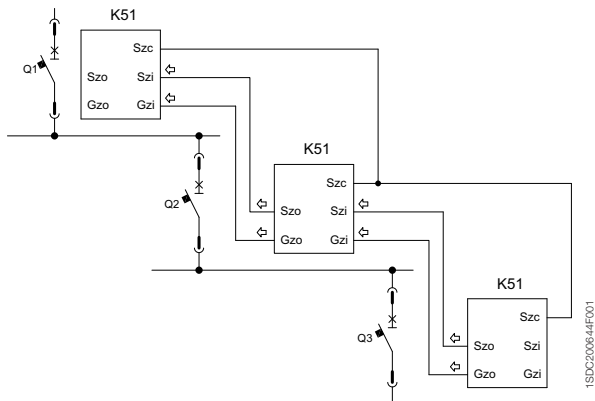 K51
Szc
Q1
Szo Szi
Gzo Gzi
K51
Szc
Q2
Szo Szi
Gzo Gzi
K51
Szc
Q3
Szo Szi
Gzo Gzi
1SDC200644F001